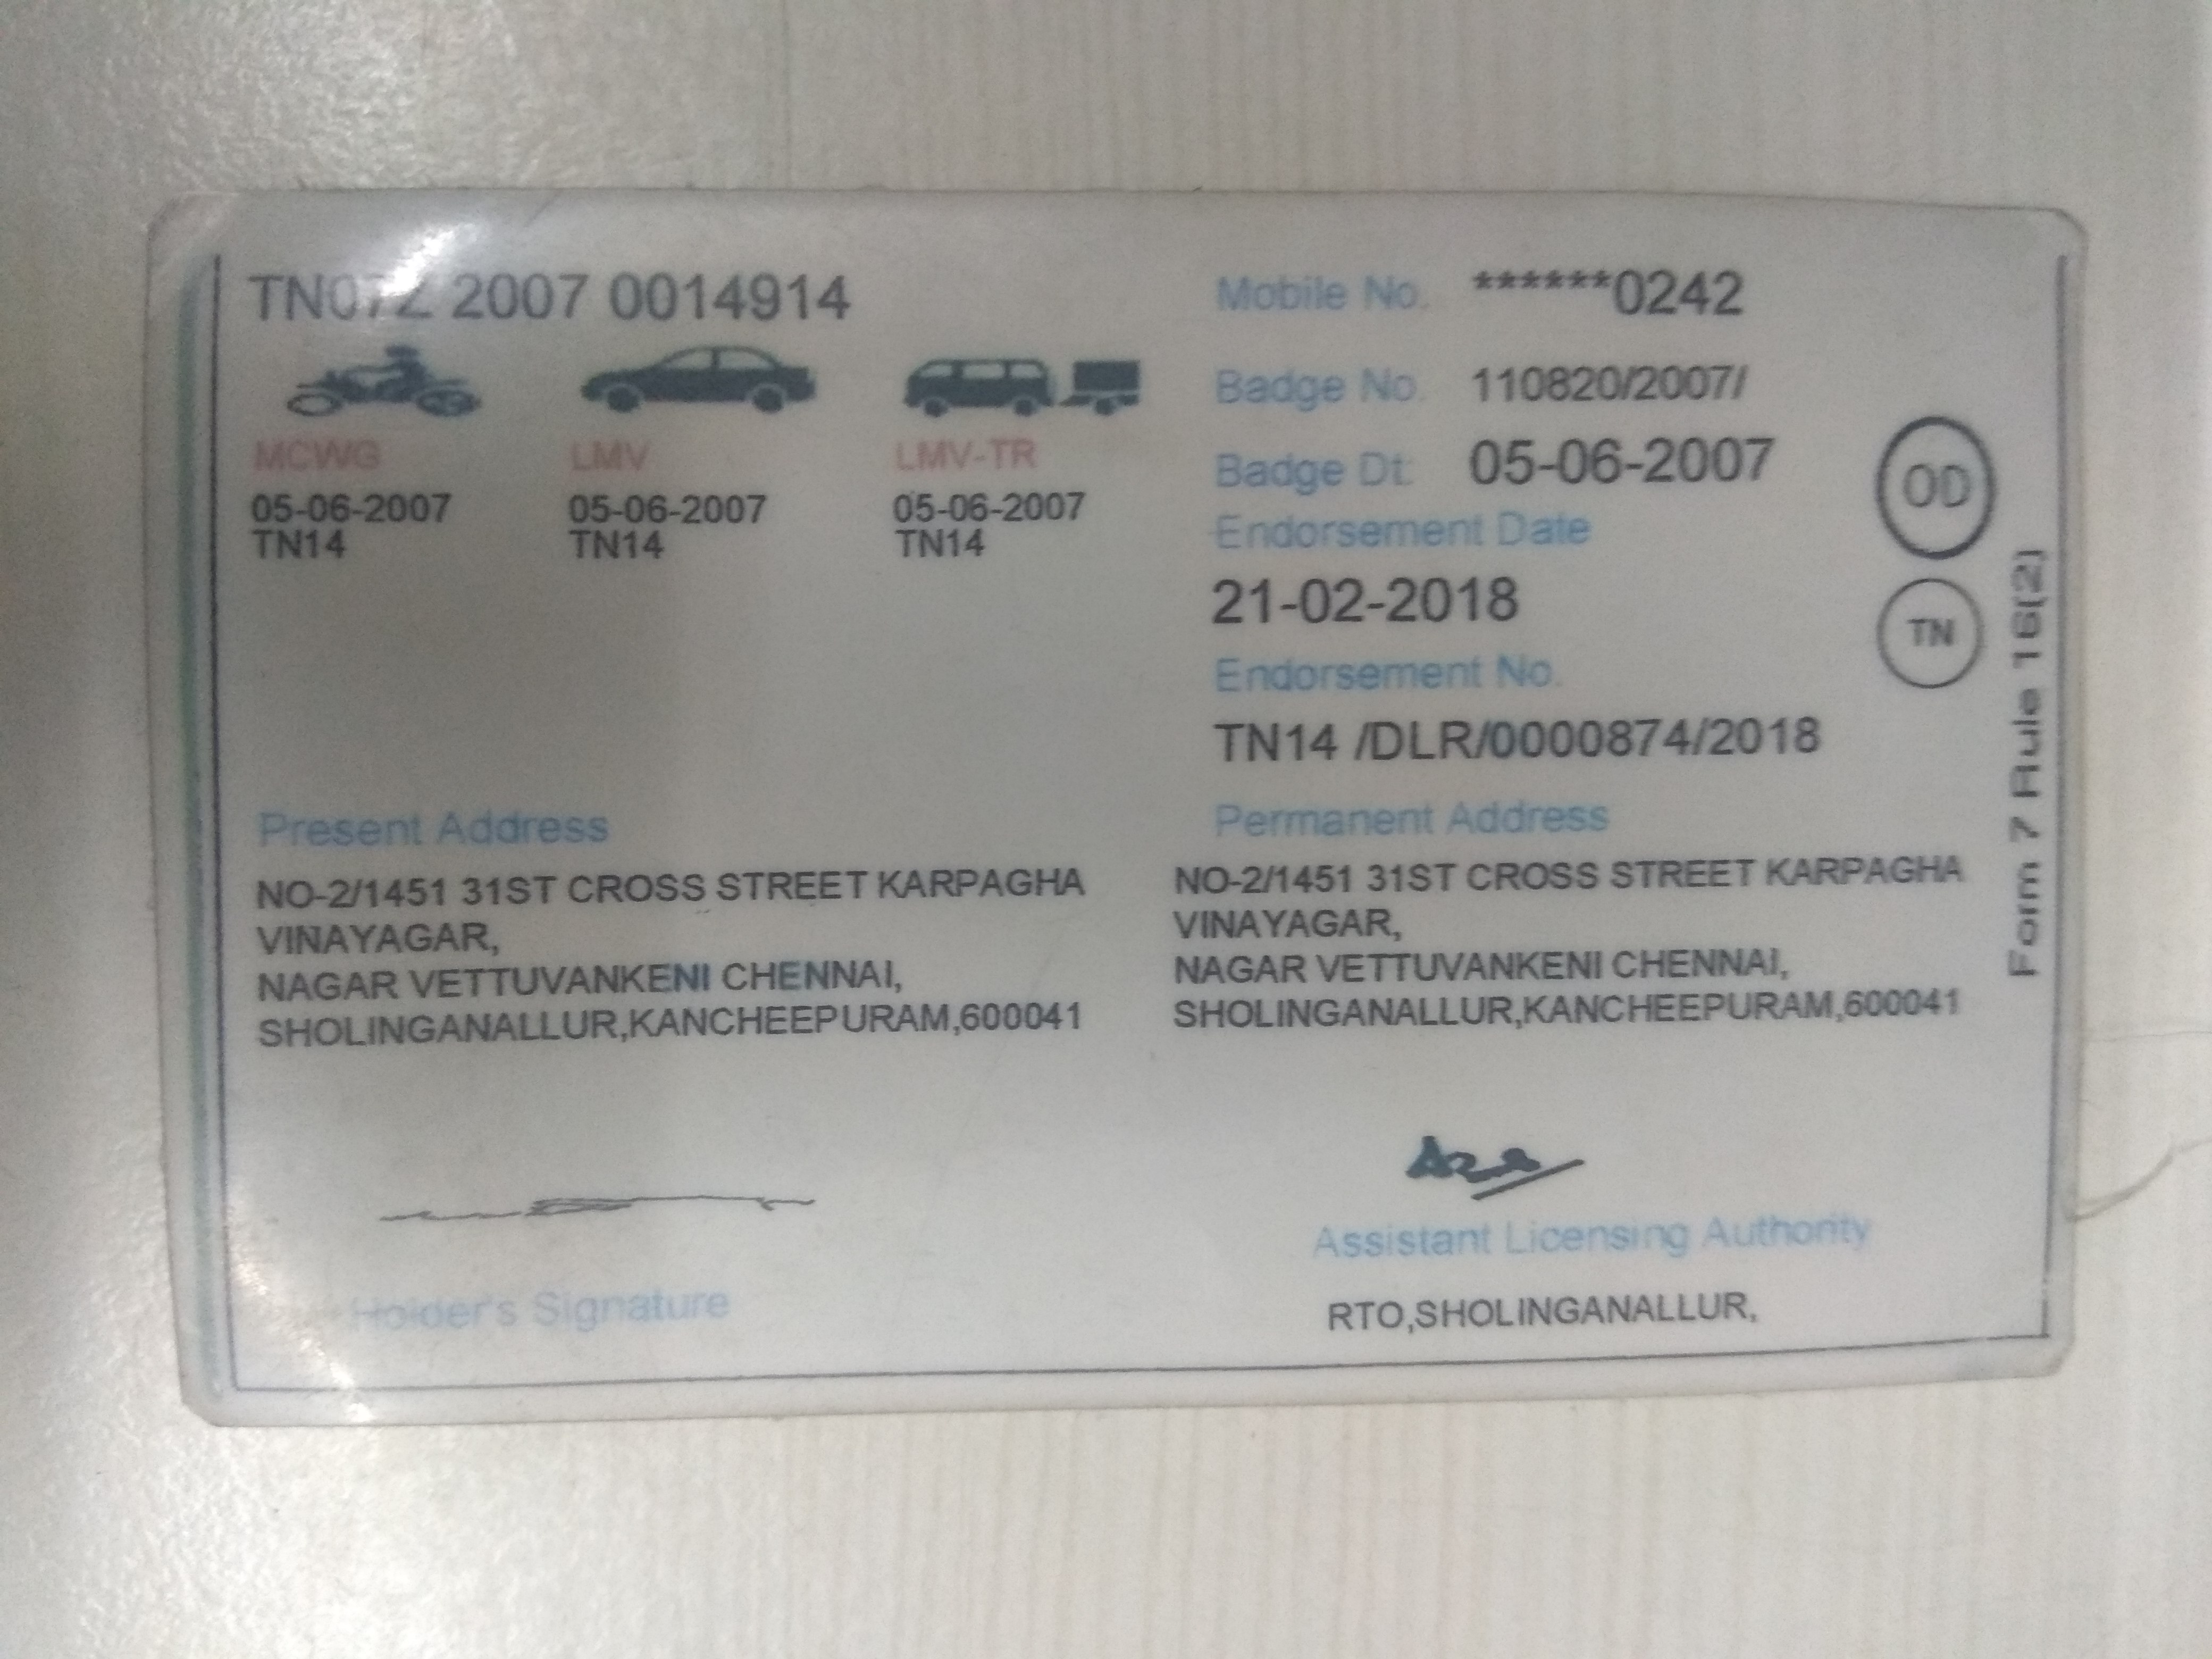 TN07Z 2007 0014914
MCWG LMV LMV-TR
05-06-2007 05-06-2007 05-06-2007
TN14 TN14 TN14
Mobile No. ******0242
Badge No. 110820/2007/
Badge Dt: 05-06-2007
Endorsement Date
21-02-2018
Endorsement No.
TN14 /DLR/0000874/2018
OD
TN
Form 7 Rule 16(2)
Present Address
NO-2/1451 31ST CROSS STREET KARPAGHA
VINAYAGAR,
NAGAR VETTUVANKENI CHENNAI,
SHOLINGANALLUR,KANCHEEPURAM,600041
Permanent Address
NO-2/1451 31ST CROSS STREET KARPAGHA
VINAYAGAR,
NAGAR VETTUVANKENI CHENNAI,
SHOLINGANALLUR,KANCHEEPURAM,600041
Holder's Signature
Assistant Licensing Authority
RTO,SHOLINGANALLUR,